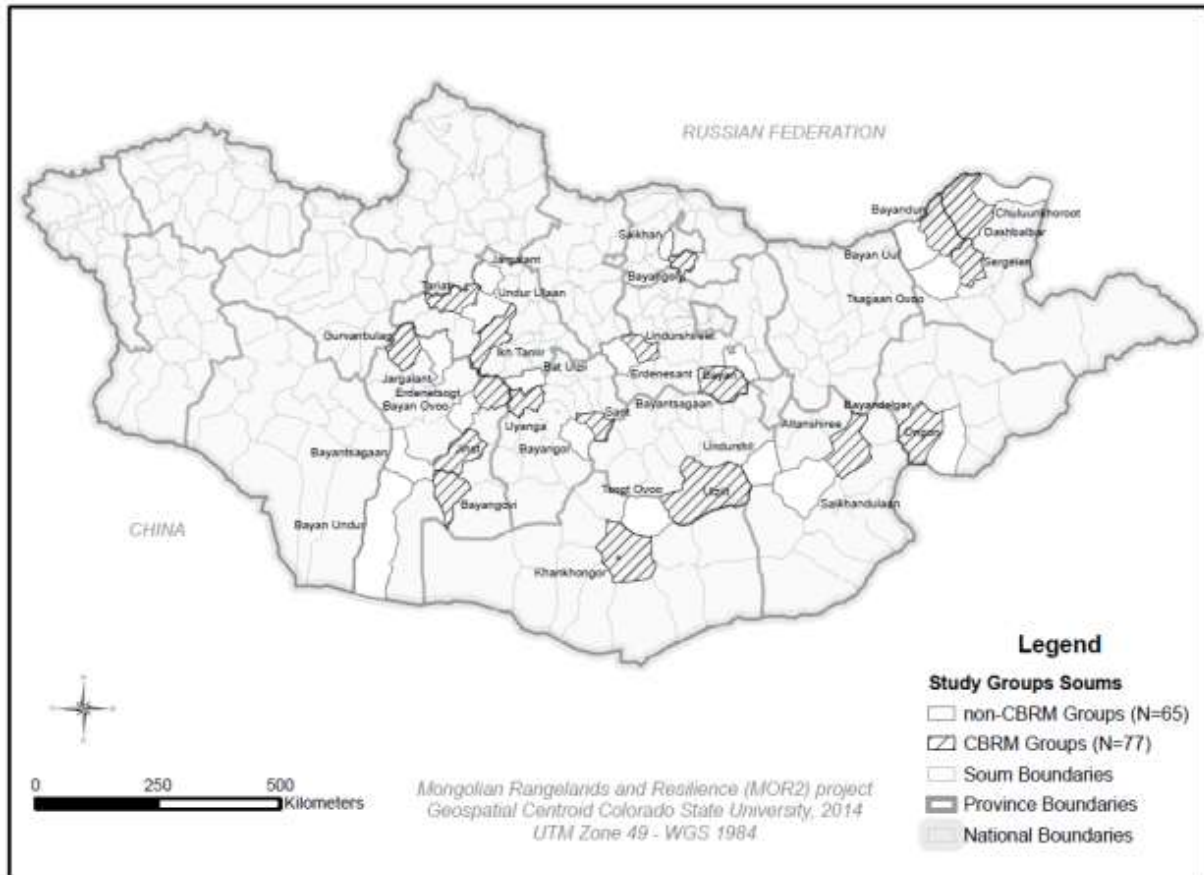 RUSSIAN FEDERATION
Bayandun
Chuluunkhoroot
Dashbalbar
Saikhan
Bayan Uul
Sergelen
Jargalant
Bayangol
Tariat
Undur Ulaan
Tsagaan Ovoo
Gurvanbulag
Undurshireet
Ikh Tamir
Bat Ulzii
Erdenesant
Bayan
Jargalant
Erdenetsogt
Bayan Ovoo
Bayantsagaan
Bayandelger
Sant
Altanshiree
Ongon
Uyanga
Bayantsagaan
Jinst
Bayangol
Undurshil
Tsogt Ovoo
Ulziit
Saikhandulaan
Bayangovi
Bayan Undur
CHINA
Khankhongor
Legend
Study Groups Soums
non-CBRM Groups (N=65)
CBRM Groups (N=77)
Soum Boundaries
Province Boundaries
National Boundaries
0 250 500
Kilometers
Mongolian Rangelands and Resilience (MOR2) project
Geospatial Centroid Colorado State University, 2014
UTM Zone 49 - WGS 1984